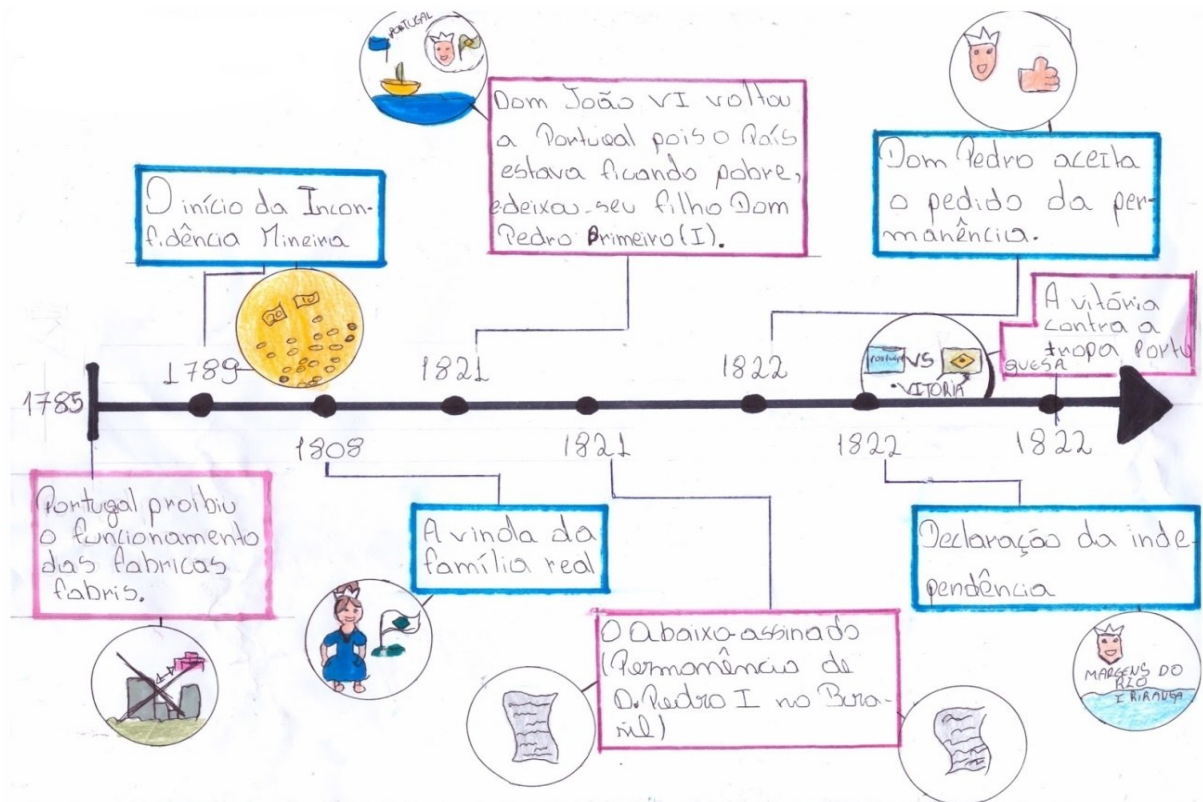 PORTUGAL
Dom João VI voltou
a Portugal pois o País
estava ficando pobre,
e deixou seu filho Dom
Pedro Primeiro (I).
Dom Pedro aceita
o pedido da per-
manência.
O início da Incon-
fidência Mineira
20 10
A vitória
contra a
tropa Portu
guesa
Portugal VS
VITÓRIA
1785
1789
1821
1822
1808
1821
1822
1822
Portugal proibiu
o funcionamento
das fabricas
fabris.
A vinda da
família real
Declaração da inde-
pendência
O Abaixo-assinado
(Permanência de
D. Pedro I no Bra-
sil)
MARGENS DO
RIO